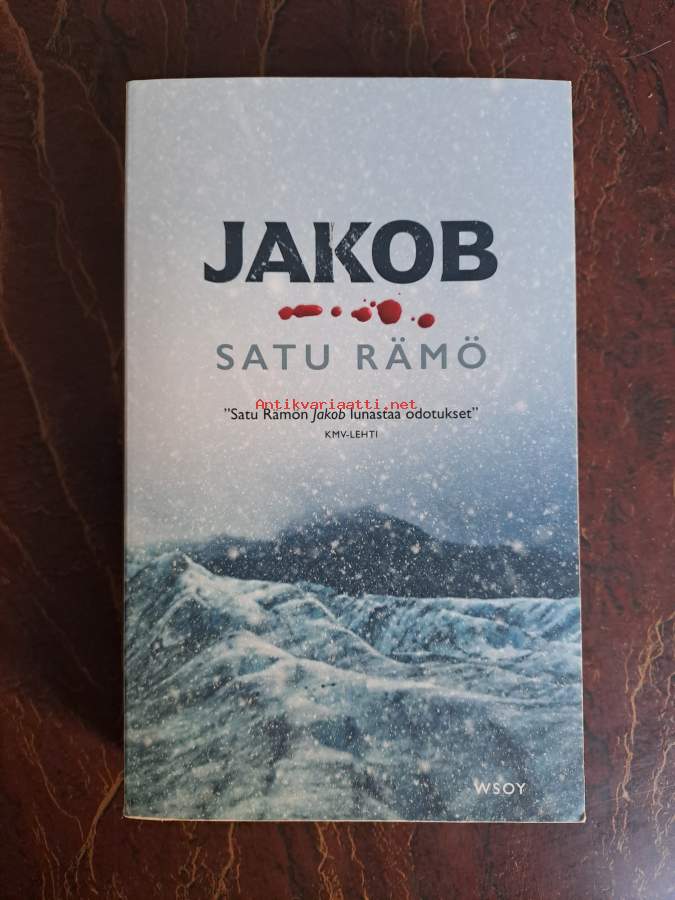 JAKOB
SATU RÄMÖ
Antikvariaatti.net
”Satu Rämön Jakob lunastaa odotukset”
KMV-LEHTI
WSOY